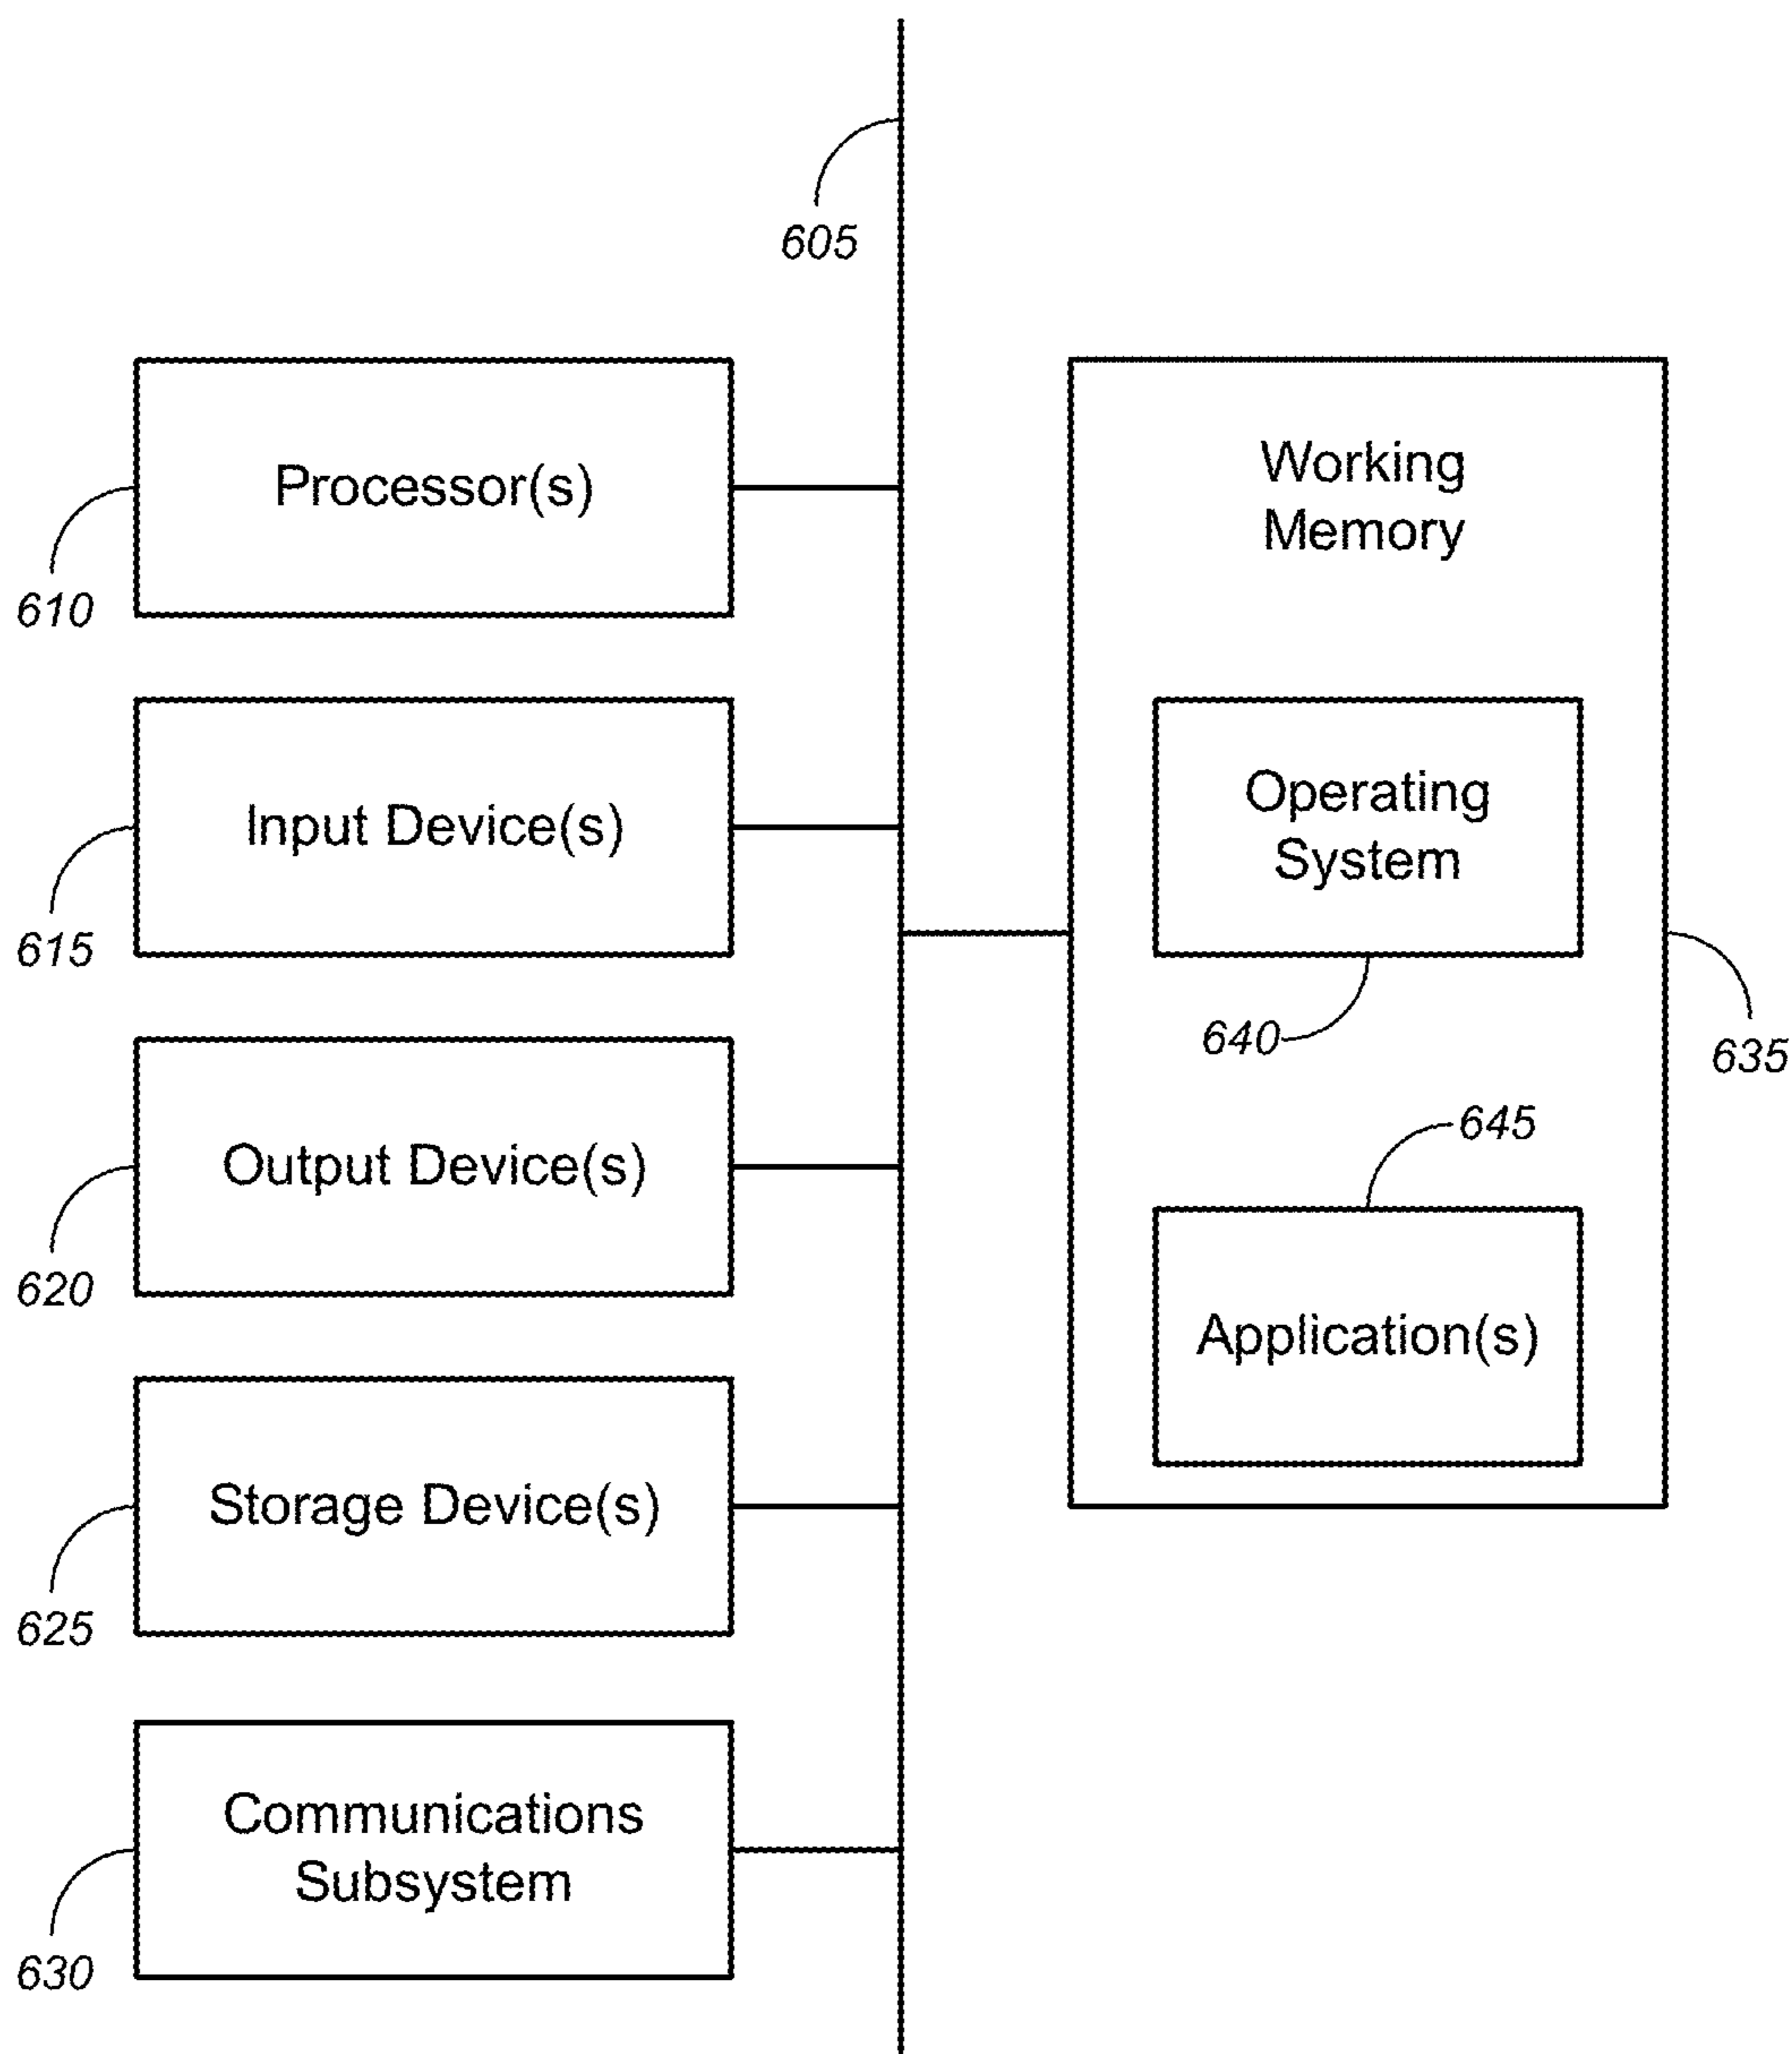 605
Processor(s)
610
Input Device(s)
615
Output Device(s)
620
Storage Device(s)
625
Communications
Subsystem
630
Working
Memory
Operating
System
640
635
645
Application(s)